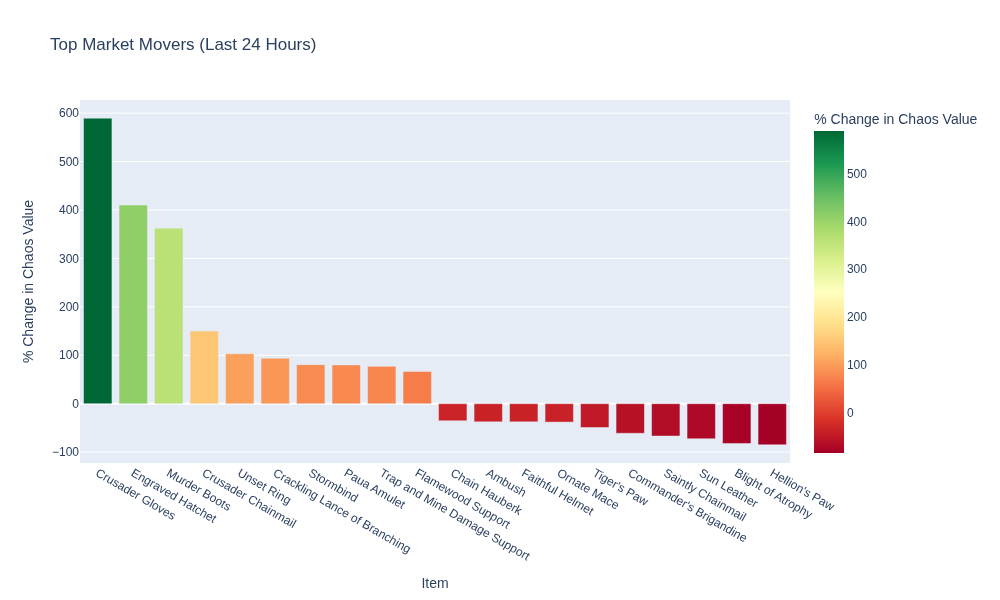 Top Market Movers (Last 24 Hours)
% Change in Chaos Value
600
500
400
300
200
100
0
−100
% Change in Chaos Value
500
400
300
200
100
0
Crusader Gloves
Engraved Hatchet
Murder Boots
Crusader Chainmail
Unset Ring
Crackling Lance of Branching
Stormbind
Paua Amulet
Trap and Mine Damage Support
Flamewood Support
Chain Hauberk
Ambush
Faithful Helmet
Ornate Mace
Tiger's Paw
Commander's Brigandine
Saintly Chainmail
Sun Leather
Blight of Atrophy
Hellion's Paw
Item